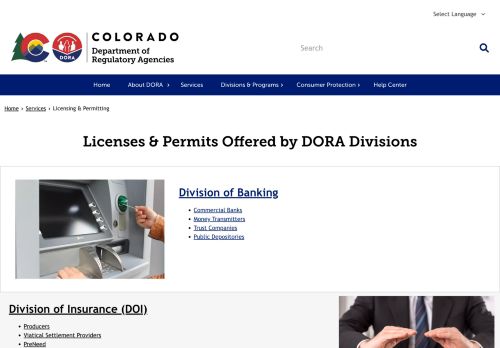 Select Language
COLORADO
Department of
Regulatory Agencies
DORA
Search
Home About DORA Services Divisions & Programs Consumer Protection Help Center
Home › Services › Licensing & Permitting
Licenses & Permits Offered by DORA Divisions
Division of Banking
• Commercial Banks
• Money Transmitters
• Trust Companies
• Public Depositories
Division of Insurance (DOI)
• Producers
• Viatical Settlement Providers
• PreNeed